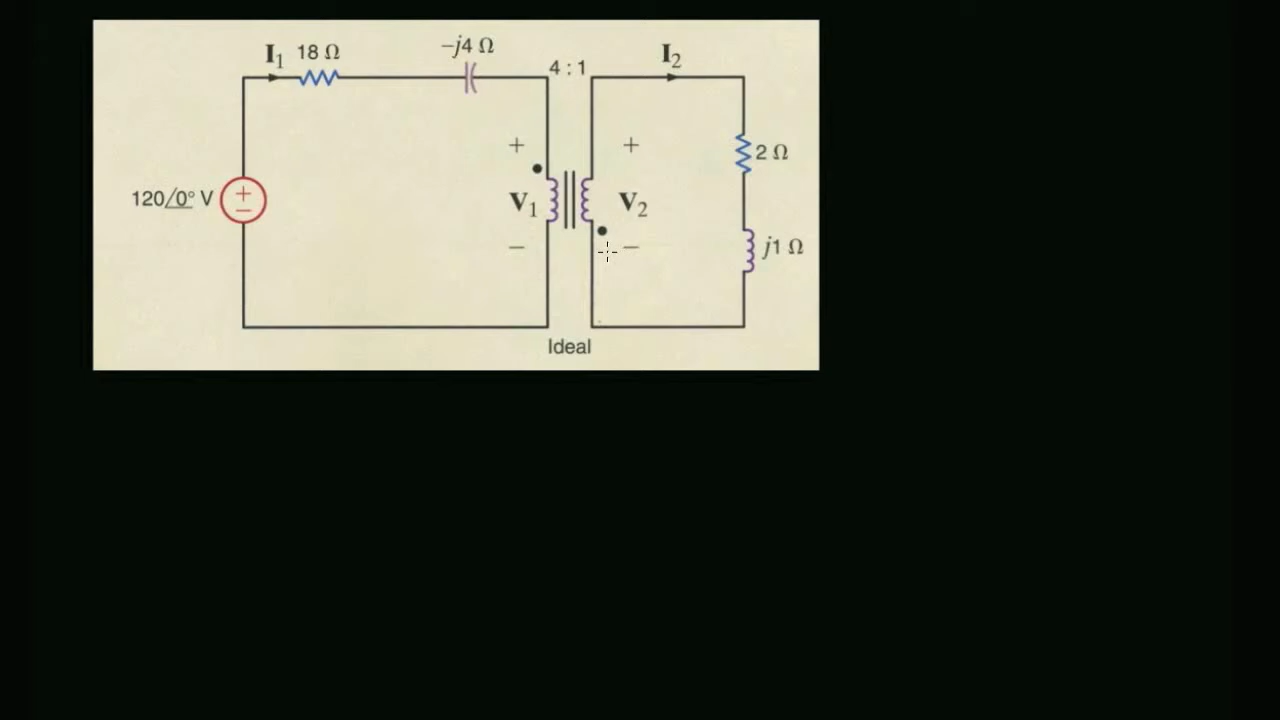 I₁ 18 Ω
−j4 Ω
4 : 1
I₂
+
+
2 Ω
120/0° V
+
−
V₁
V₂
−
−
j1 Ω
Ideal